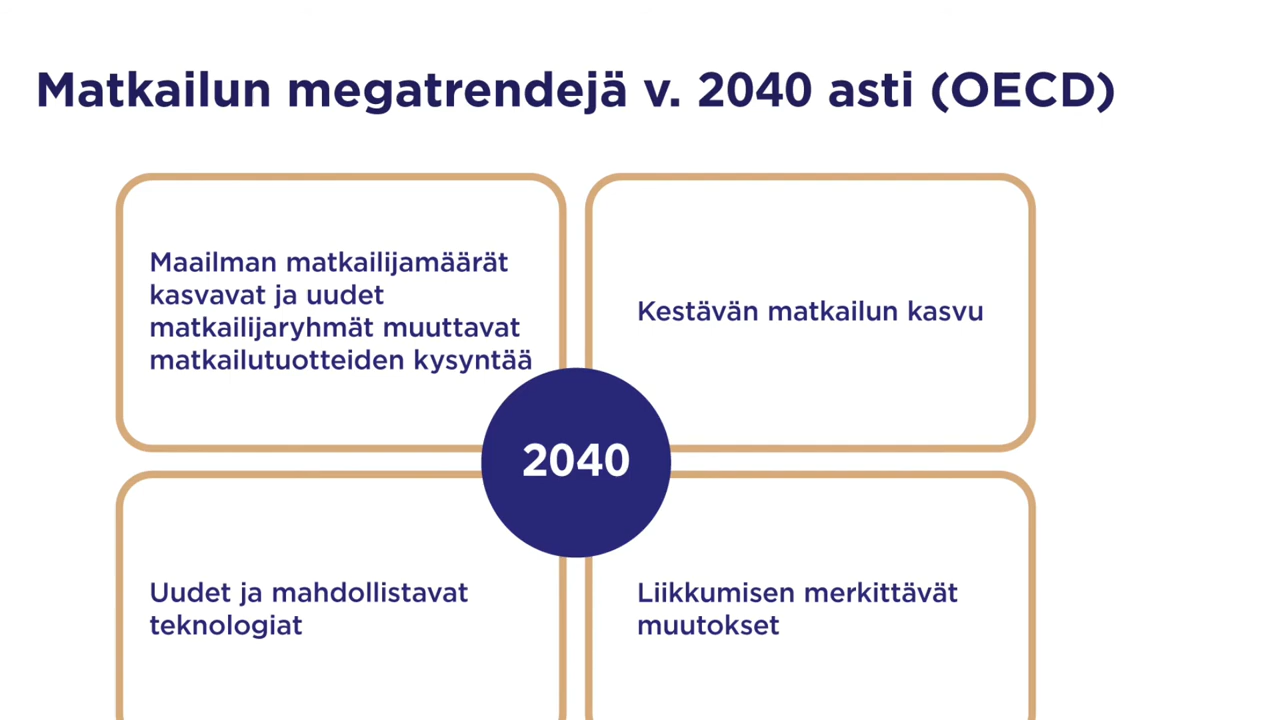 Matkailun megatrendejä v. 2040 asti (OECD)
Maailman matkailijamäärät
kasvavat ja uudet
matkailijaryhmät muuttavat
matkailutuotteiden kysyntää
Kestävän matkailun kasvu
2040
Uudet ja mahdollistavat
teknologiat
Liikkumisen merkittävät
muutokset